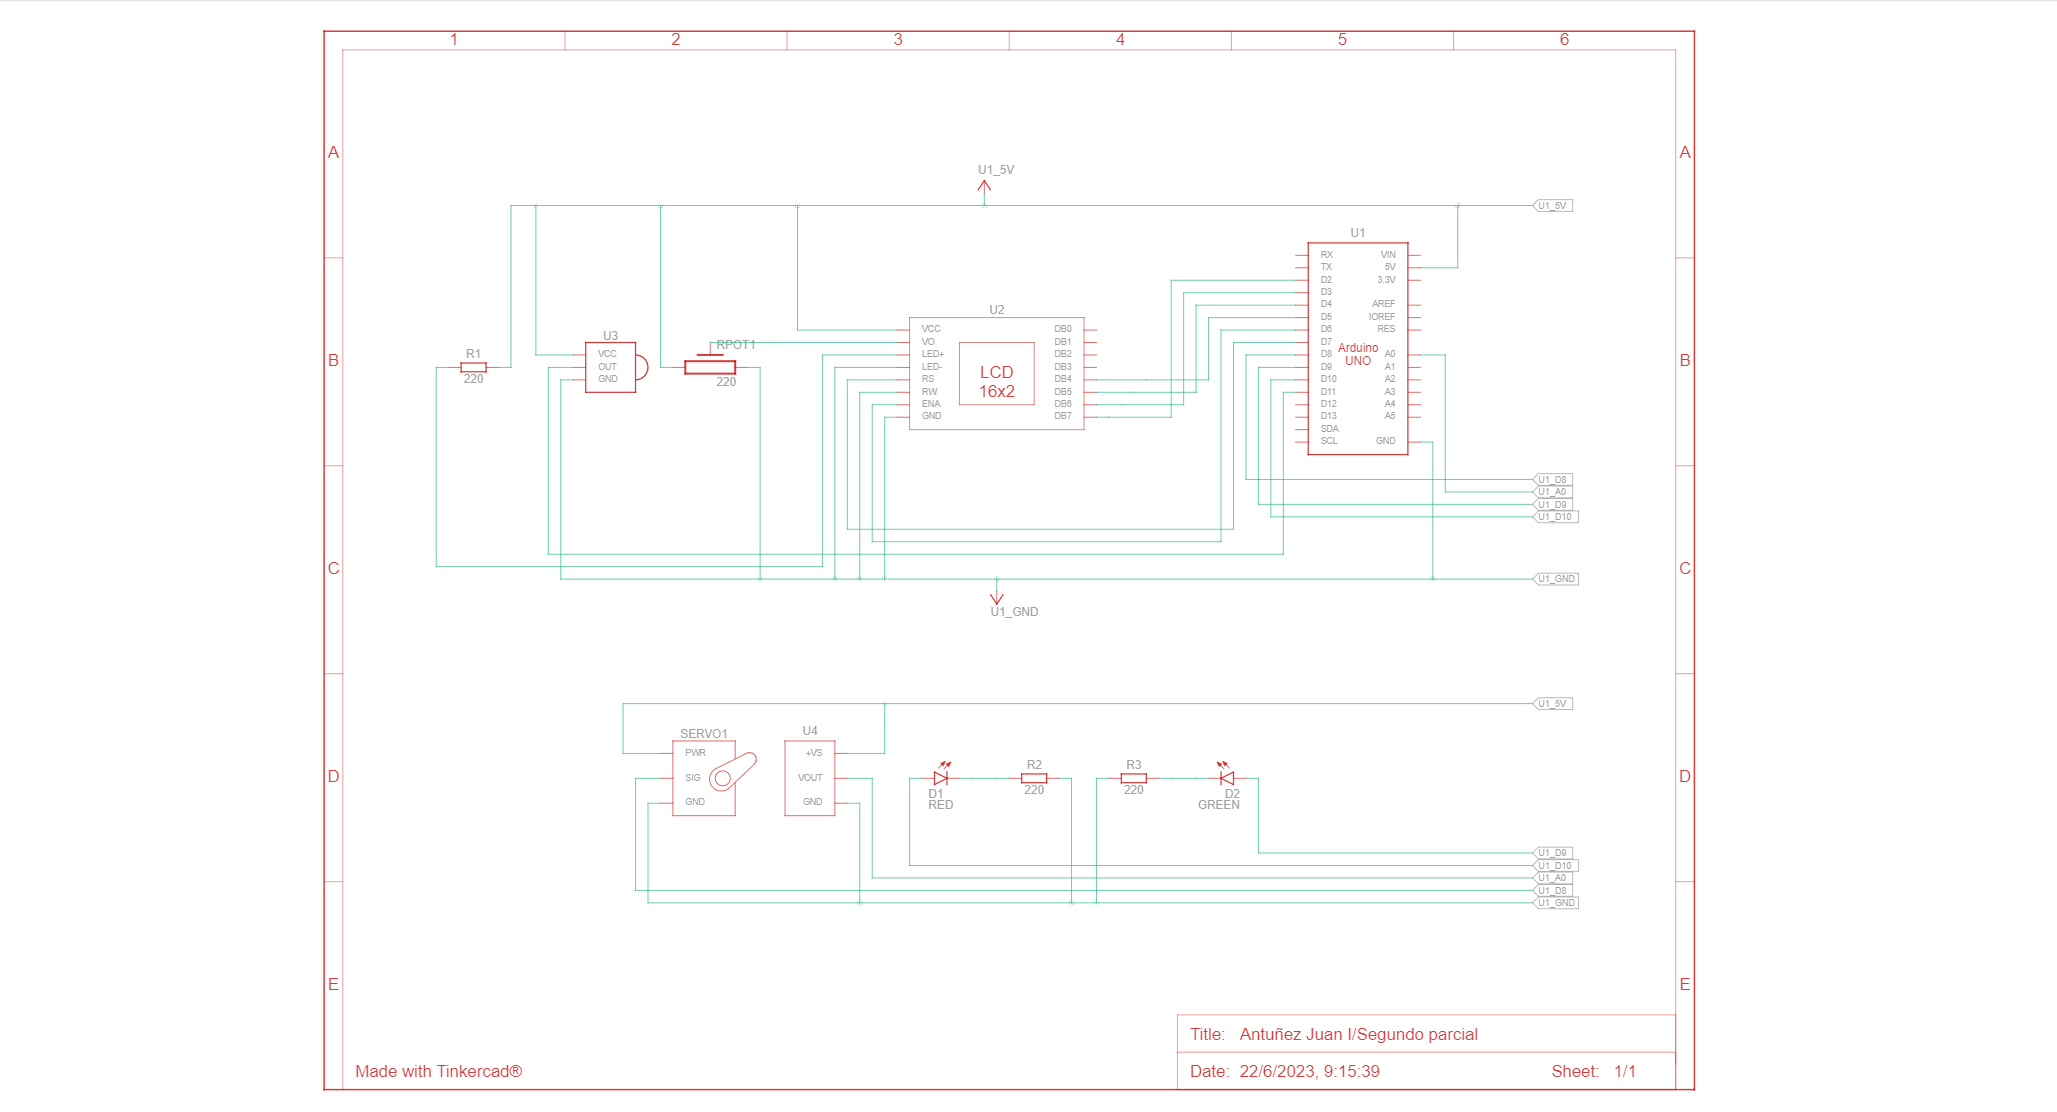 1 2 3 4 5 6
A A
U1_5V
U1_5V
U1
RX VIN
TX 5V
D2 3.3V
D3
D4 AREF
D5 IOREF
D6 RES
D7
Arduino
UNO
D8 A0
D9 A1
D10 A2
D11 A3
D12 A4
D13 A5
SDA
SCL GND
U2
VCC DB0
VO DB1
LED+ DB2
LED- DB3
RS DB4
RW DB5
ENA DB6
GND DB7
LCD
16x2
U3
VCC
OUT
GND
RPOT1
220
R1
220
B B
U1_D8
U1_A0
U1_D9
U1_D10
C C
U1_GND
U1_GND
U1_5V
SERVO1
PWR
SIG
GND
U4
+VS
VOUT
GND
D1
RED
R2
220
R3
220
D2
GREEN
D D
U1_D9
U1_D10
U1_A0
U1_D8
U1_GND
E E
Title: Antuñez Juan I/Segundo parcial
Made with Tinkercad®
Date: 22/6/2023, 9:15:39 Sheet: 1/1